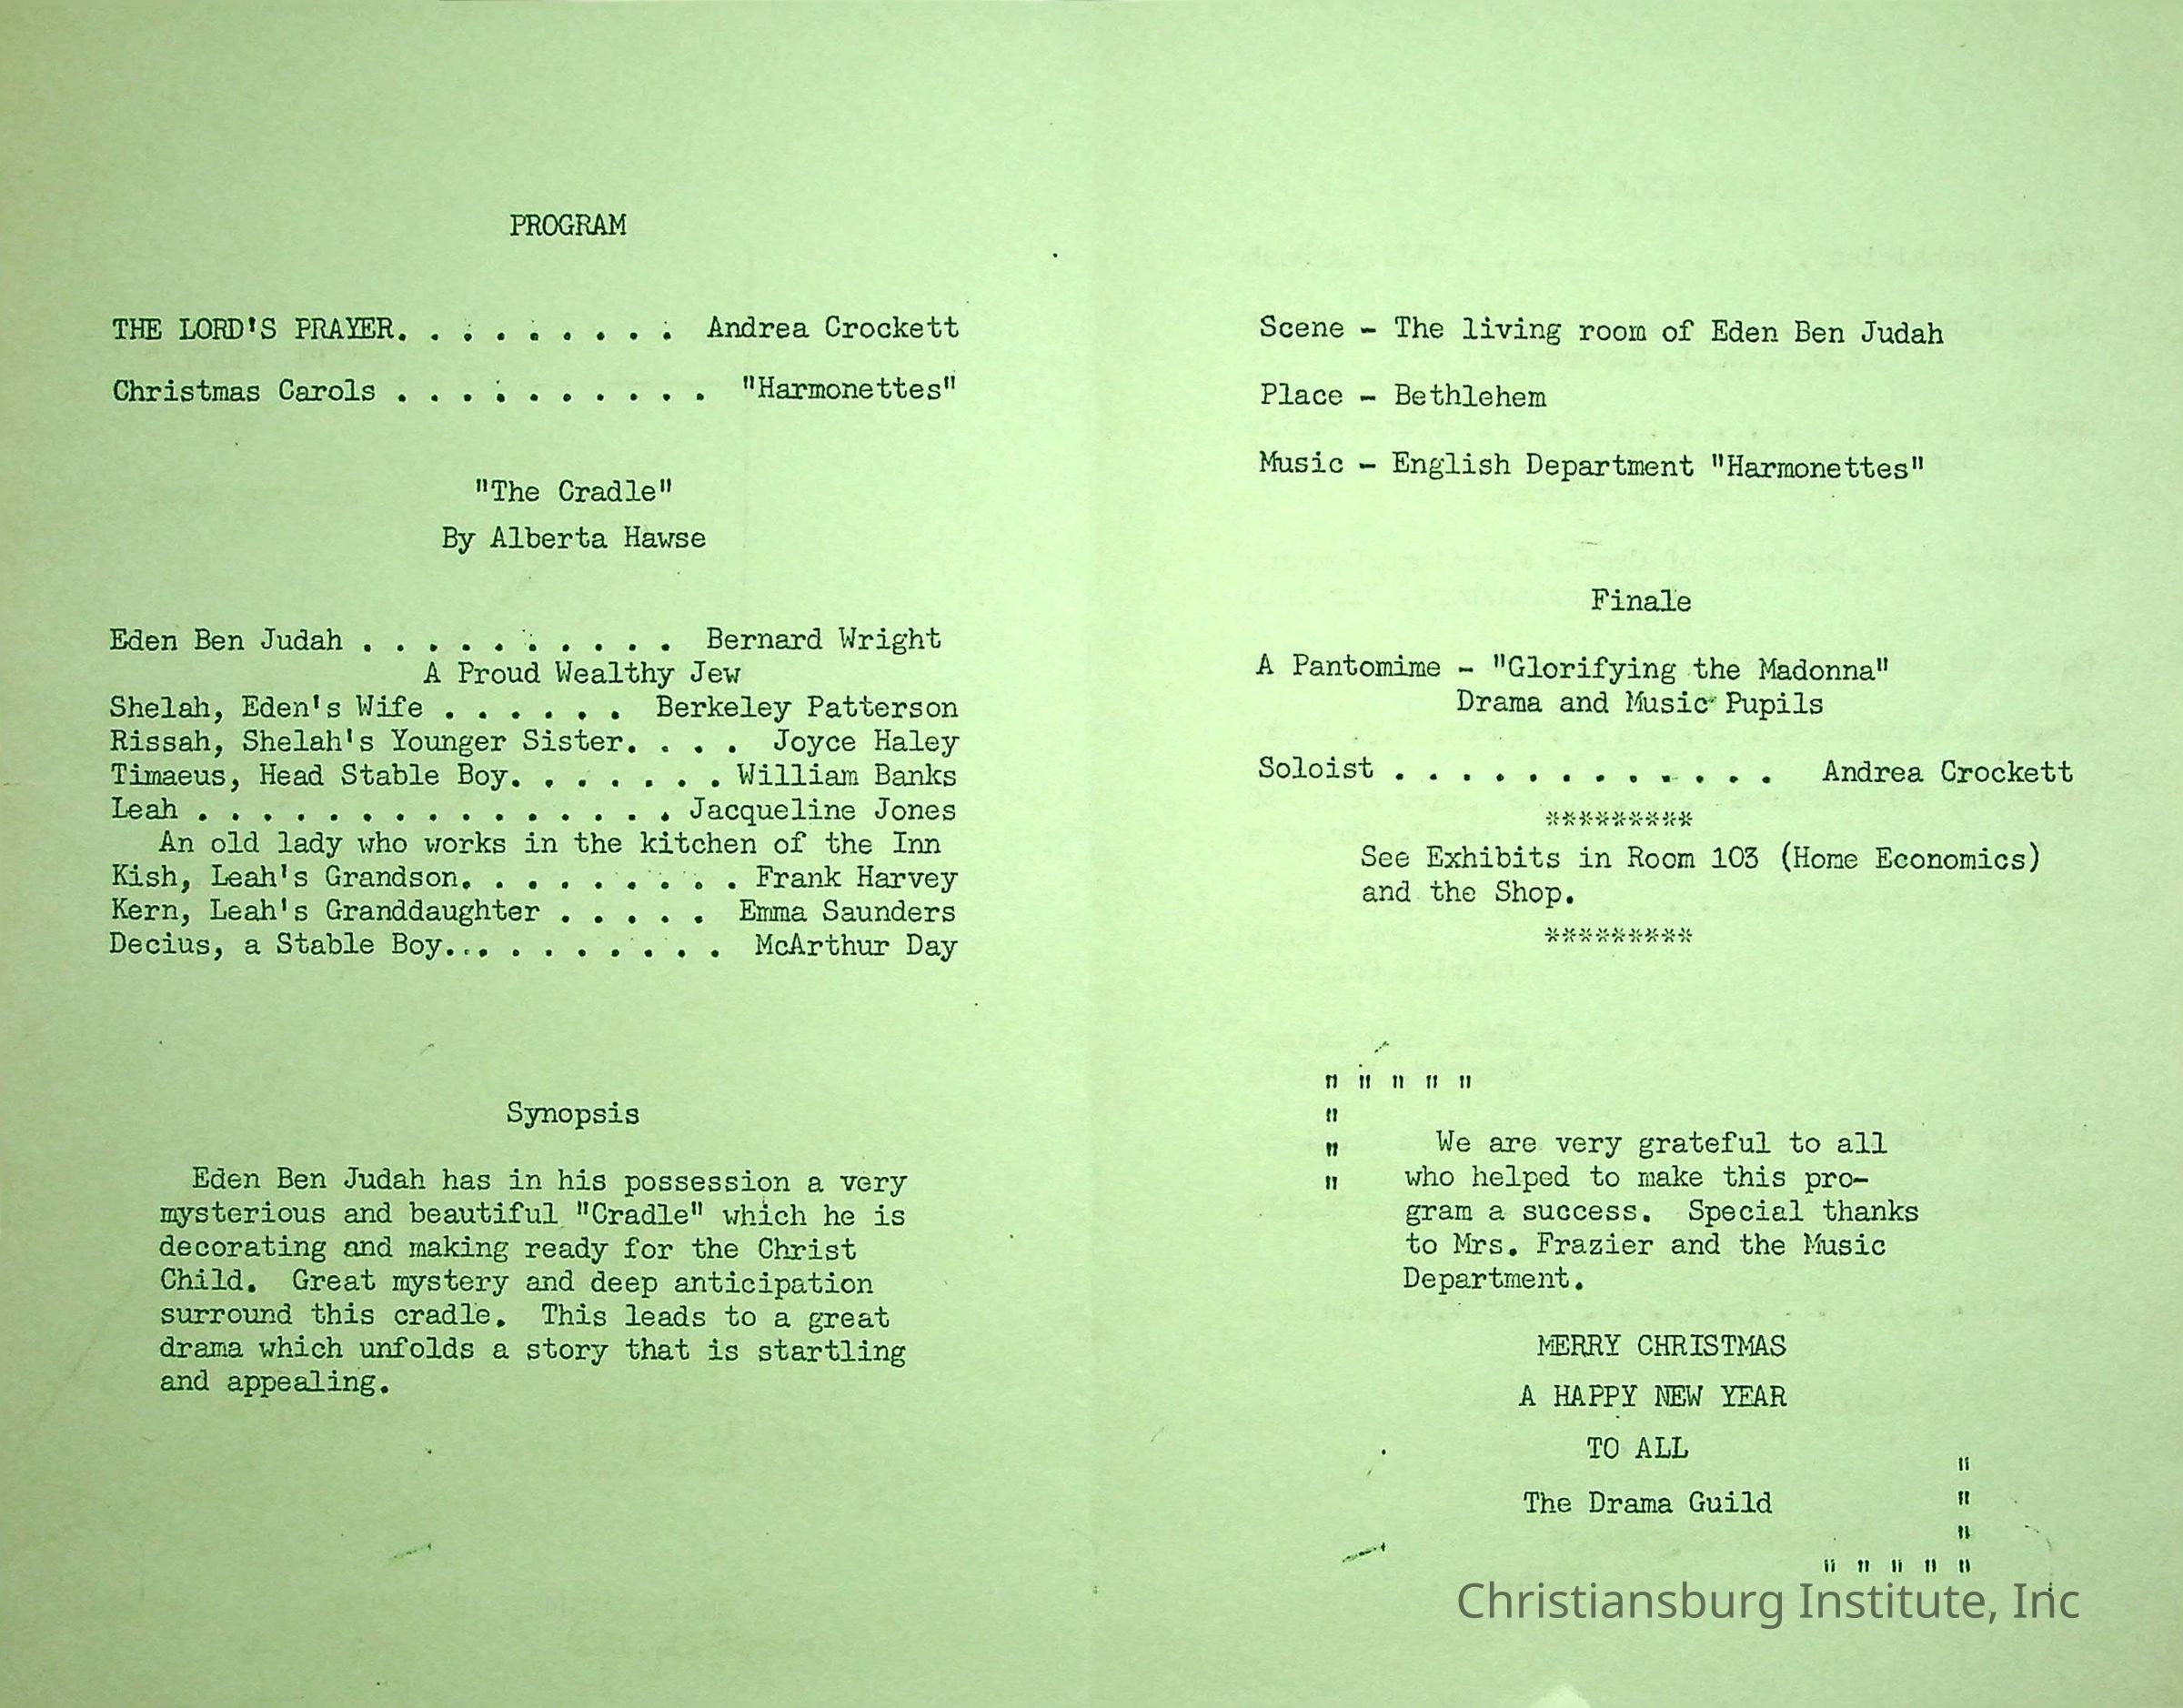 PROGRAM
THE LORD'S PRAYER. . . . . . . . . Andrea Crockett
Christmas Carols . . . . . . . . . . "Harmonettes"
"The Cradle"
By Alberta Hawse
Eden Ben Judah . . . . . . . . . . Bernard Wright
A Proud Wealthy Jew
Shelah, Eden's Wife . . . . . . Berkeley Patterson
Rissah, Shelah's Younger Sister. . . . Joyce Haley
Timaeus, Head Stable Boy. . . . . . . William Banks
Leah . . . . . . . . . . . . . . . Jacqueline Jones
An old lady who works in the kitchen of the Inn
Kish, Leah's Grandson. . . . . . . . . Frank Harvey
Kern, Leah's Granddaughter . . . . . Emma Saunders
Decius, a Stable Boy... . . . . . . . McArthur Day
Synopsis
Eden Ben Judah has in his possession a very
mysterious and beautiful "Cradle" which he is
decorating and making ready for the Christ
Child. Great mystery and deep anticipation
surround this cradle. This leads to a great
drama which unfolds a story that is startling
and appealing.
Scene - The living room of Eden Ben Judah
Place - Bethlehem
Music - English Department "Harmonettes"
Finale
A Pantomime - "Glorifying the Madonna"
Drama and Music Pupils
Soloist . . . . . . . . . . . . Andrea Crockett
*********
See Exhibits in Room 103 (Home Economics)
and the Shop.
*********
" " " " "
"
"
"
We are very grateful to all
who helped to make this pro-
gram a success. Special thanks
to Mrs. Frazier and the Music
Department.
MERRY CHRISTMAS
A HAPPY NEW YEAR
TO ALL
The Drama Guild
"
"
"
" " " " "
Christiansburg Institute, Inc